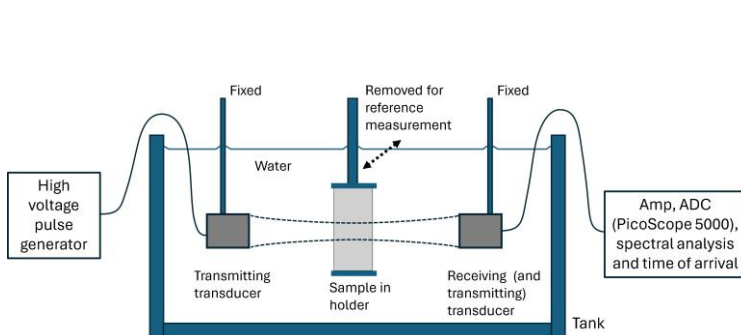 Fixed
Removed for
reference
measurement
Fixed
Water
High
voltage
pulse
generator
Amp, ADC
(PicoScope 5000),
spectral analysis
and time of arrival
Transmitting
transducer
Sample in
holder
Receiving (and
transmitting)
transducer
Tank